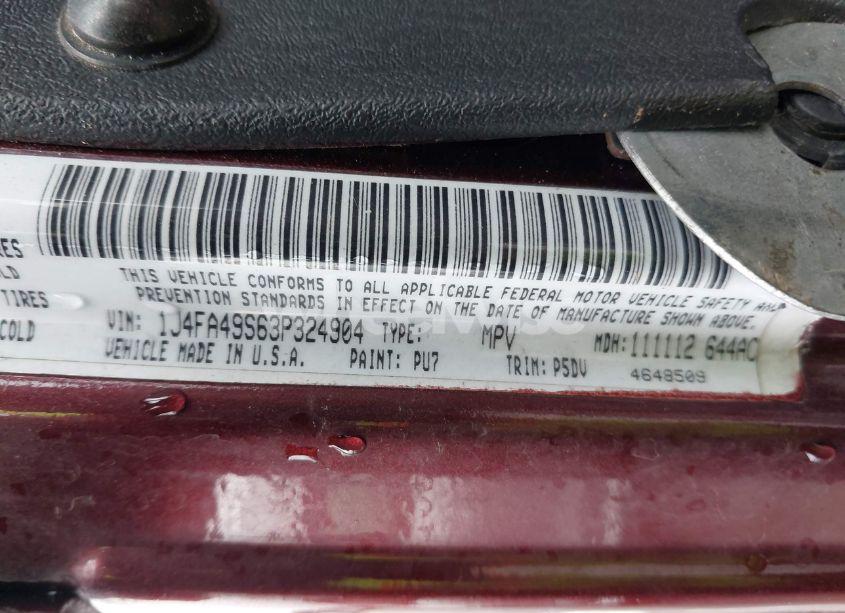 RES
THIS VEHICLE CONFORMS TO ALL APPLICABLE FEDERAL MOTOR VEHICLE SAFETY AND
OLD
PREVENTION STANDARDS IN EFFECT ON THE DATE OF MANUFACTURE SHOWN ABOVE.
TIRES
VIN: 1J4FA49S63P324904 TYPE: MPV MDH: 111112 644AC
COLD
VEHICLE MADE IN U.S.A. PAINT: PU7 TRIM: P5DV 4648509